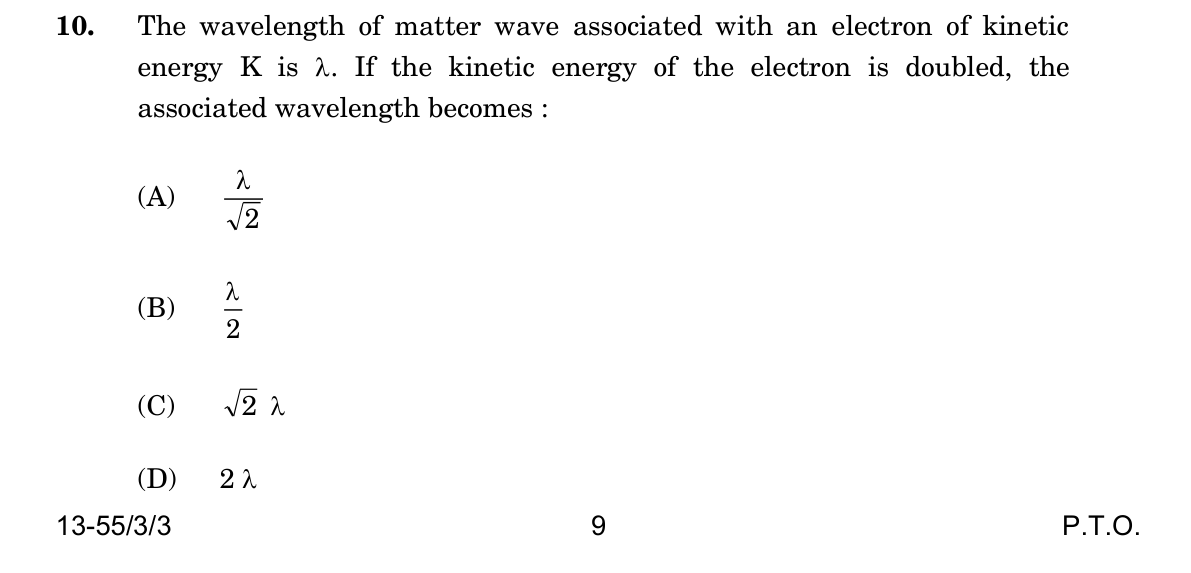 10. The wavelength of matter wave associated with an electron of kinetic
energy K is λ. If the kinetic energy of the electron is doubled, the
associated wavelength becomes :
(A) λ/√2
(B) λ/2
(C) √2 λ
(D) 2 λ
13-55/3/3 9 P.T.O.